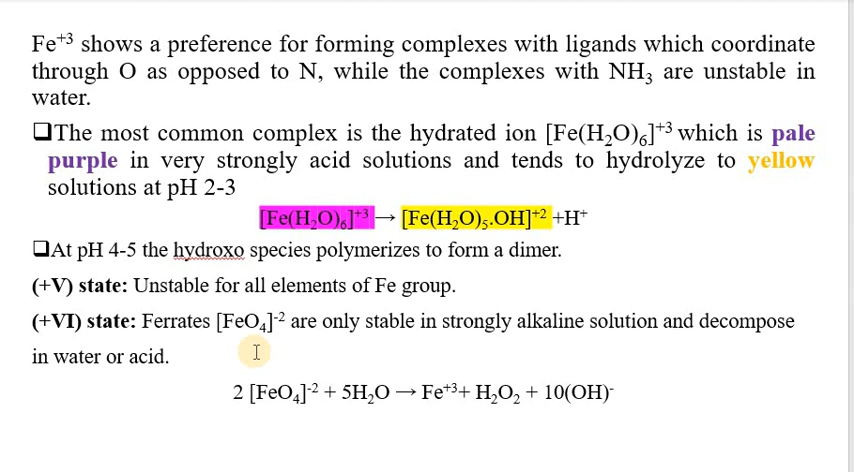 Fe⁺³ shows a preference for forming complexes with ligands which coordinate
through O as opposed to N, while the complexes with NH₃ are unstable in
water.
❑The most common complex is the hydrated ion [Fe(H₂O)₆]⁺³ which is pale
purple in very strongly acid solutions and tends to hydrolyze to yellow
solutions at pH 2-3
[Fe(H₂O)₆]⁺³ → [Fe(H₂O)₅.OH]⁺² +H⁺
❑At pH 4-5 the hydroxo species polymerizes to form a dimer.
(+V) state: Unstable for all elements of Fe group.
(+VI) state: Ferrates [FeO₄]⁻² are only stable in strongly alkaline solution and decompose
in water or acid.
2 [FeO₄]⁻² + 5H₂O → Fe⁺³+ H₂O₂ + 10(OH)⁻